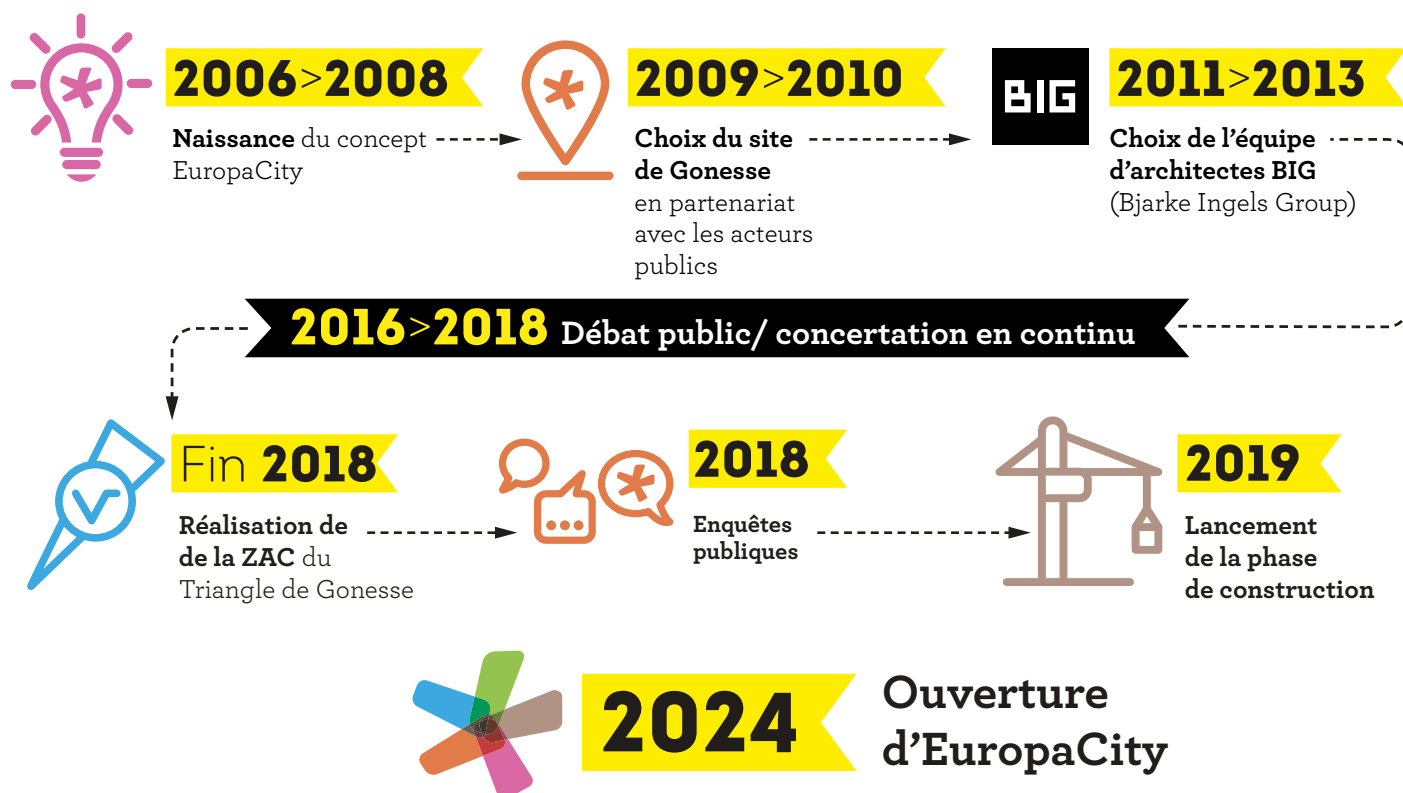 2006>2008
Naissance du concept
EuropaCity
2009>2010
Choix du site
de Gonesse
en partenariat
avec les acteurs
publics
BIG
2011>2013
Choix de l’équipe
d’architectes BIG
(Bjarke Ingels Group)
2016>2018 Débat public/ concertation en continu
Fin 2018
Réalisation de
de la ZAC du
Triangle de Gonesse
2018
Enquêtes
publiques
2019
Lancement
de la phase
de construction
2024
Ouverture
d’EuropaCity